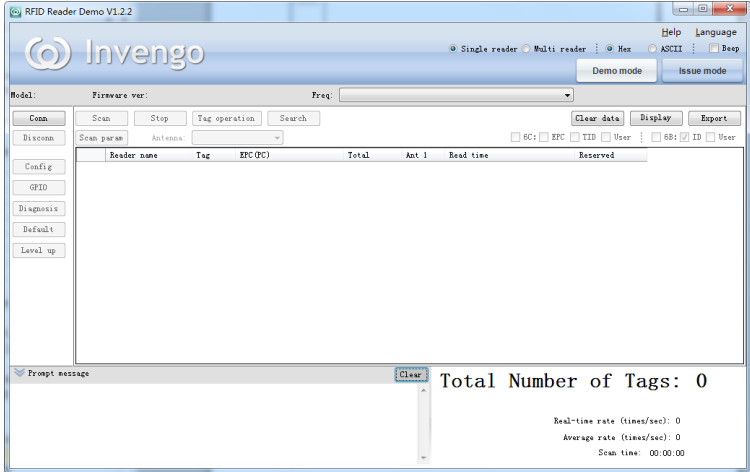 RFID Reader Demo V1.2.2
Help Language
Invengo
Single reader Multi reader Hex ASCII Beep
Demo mode Issue mode
Model: Firmware ver: Freq:
Conn Scan Stop Tag operation Search Clear data Display Export
Disconn Scan param Antenna: 6C: EPC TID User 6B: ID User
Reader name Tag EPC(PC) Total Ant 1 Read time Reserved
Config
GPIO
Diagnosis
Default
Level up
Prompt message Clear
Total Number of Tags: 0
Real-time rate (times/sec): 0
Average rate (times/sec): 0
Scan time: 00:00:00